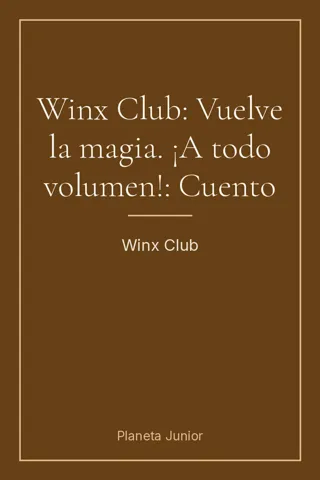 Winx Club: Vuelve
la magia. ¡A todo
volumen!: Cuento
Winx Club
Planeta Junior